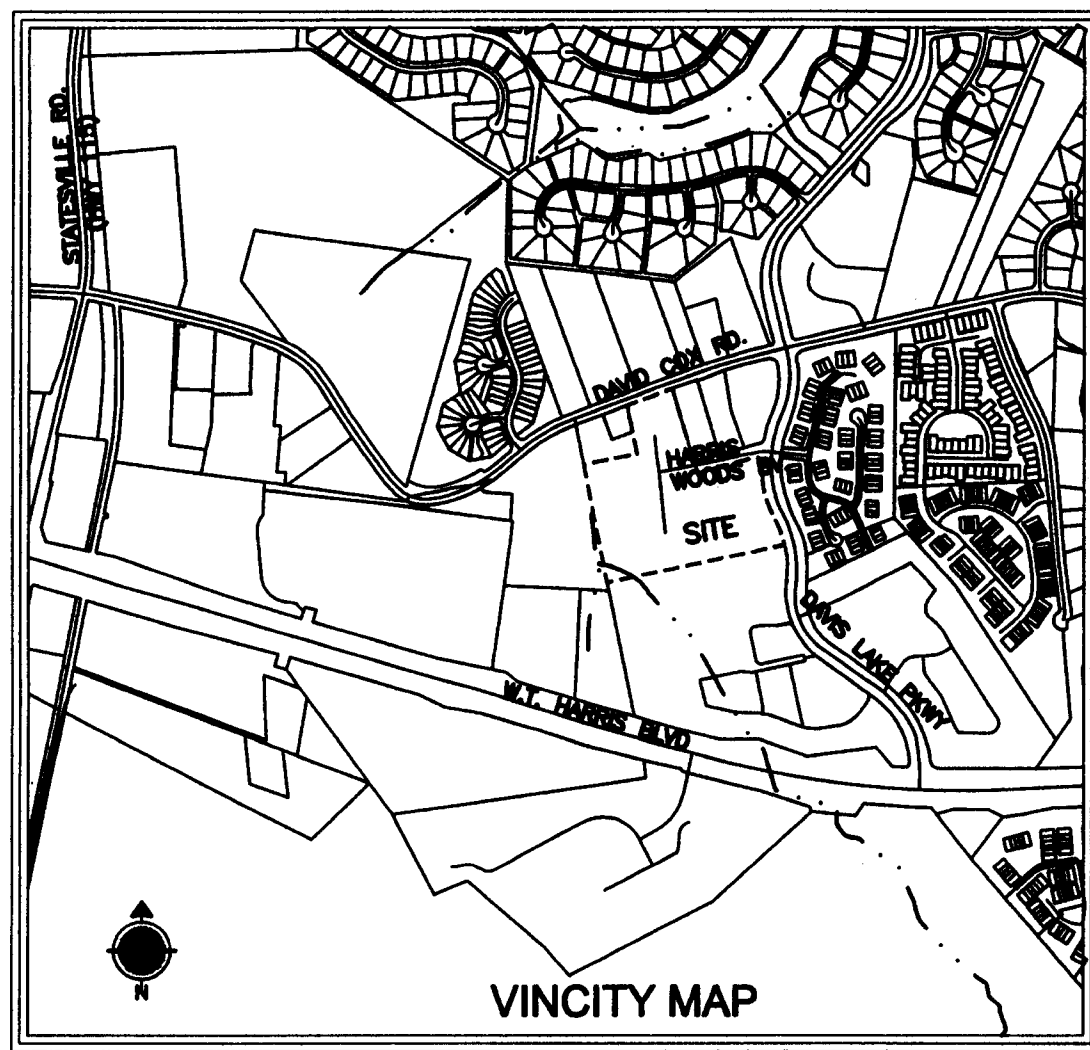 STATESVILLE RD.
(HWY 115)
DAVID COX RD.
HARRIS
WOODS BV
SITE
DAVIS LAKE PKWY
W.T. HARRIS BLVD
N
VINCITY MAP